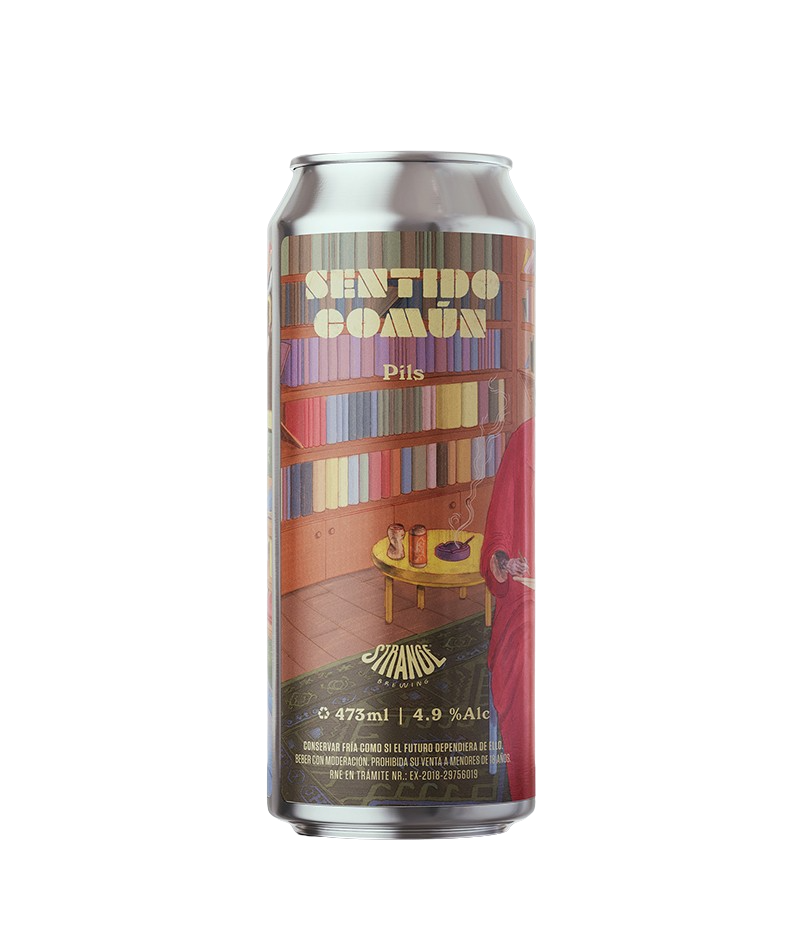 SENTIDO
COMÚN
Pils
STRANGE
BREWING
473ml | 4.9 %Alc
CONSERVAR FRÍA COMO SI EL FUTURO DEPENDIERA DE ELLO.
BEBER CON MODERACIÓN. PROHIBIDA SU VENTA A MENORES DE 18 AÑOS.
RNE EN TRÁMITE NR.: EX-2018-29756019